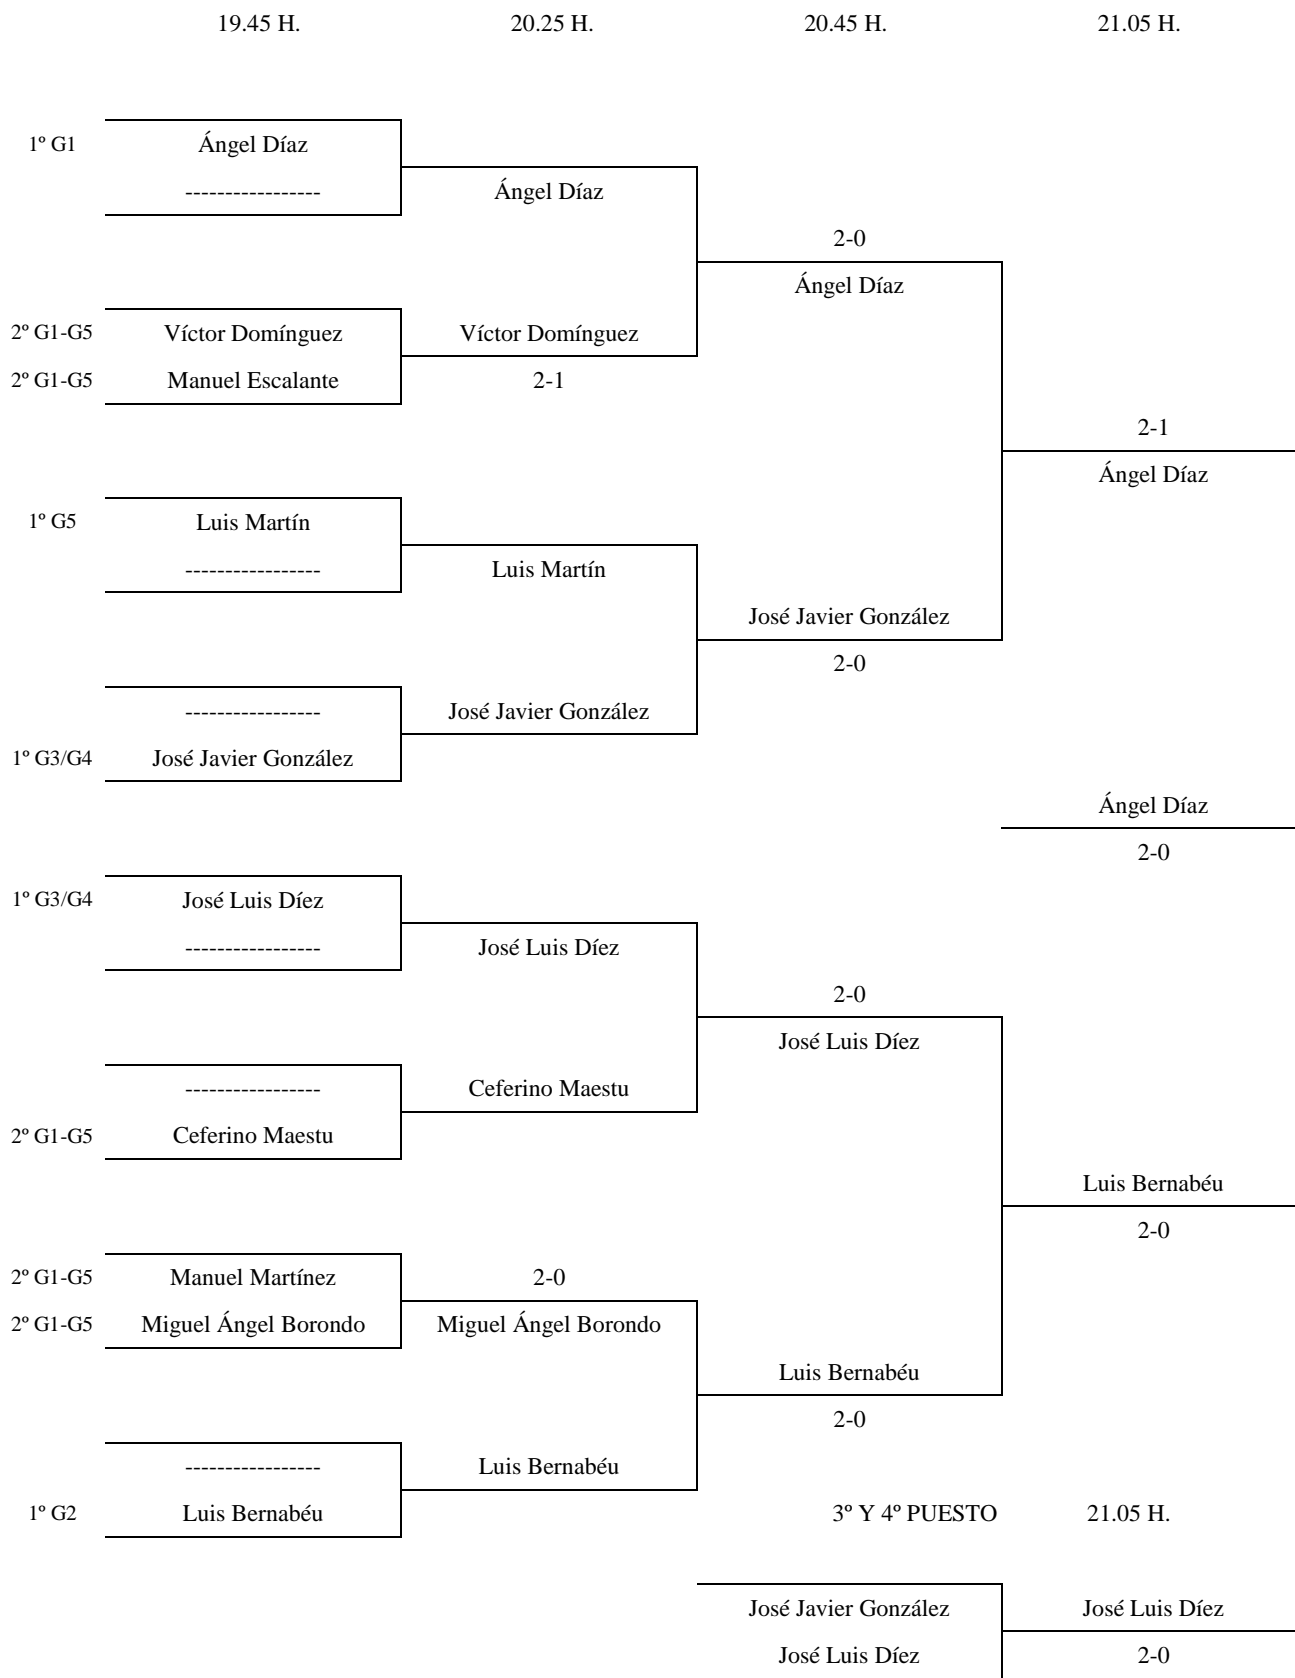 19.45 H. 20.25 H. 20.45 H. 21.05 H.
1º G1 Ángel Díaz
-----------------
Ángel Díaz
2-0
Ángel Díaz
2º G1-G5 Víctor Domínguez Víctor Domínguez
2º G1-G5 Manuel Escalante 2-1
2-1
Ángel Díaz
1º G5 Luis Martín
-----------------
Luis Martín
José Javier González
2-0
----------------- José Javier González
1º G3/G4 José Javier González
Ángel Díaz
2-0
1º G3/G4 José Luis Díez
-----------------
José Luis Díez
2-0
José Luis Díez
----------------- Ceferino Maestu
2º G1-G5 Ceferino Maestu
Luis Bernabéu
2-0
2º G1-G5 Manuel Martínez 2-0
2º G1-G5 Miguel Ángel Borondo Miguel Ángel Borondo
Luis Bernabéu
2-0
----------------- Luis Bernabéu
1º G2 Luis Bernabéu 3º Y 4º PUESTO 21.05 H.
José Javier González José Luis Díez
José Luis Díez 2-0